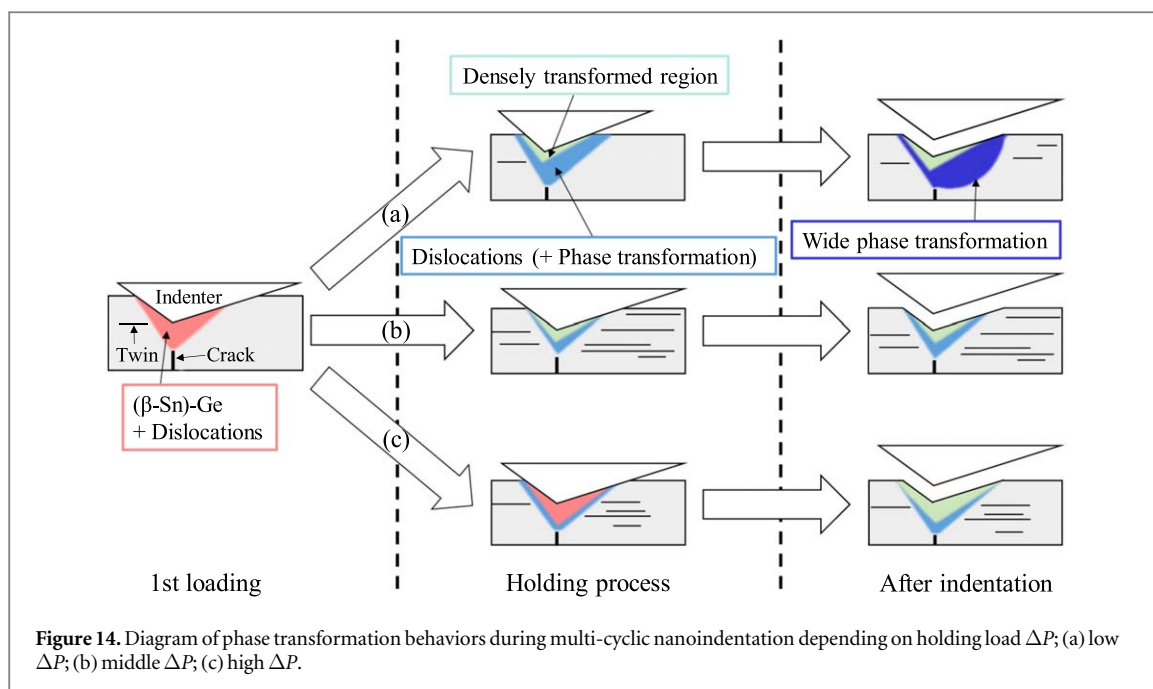 Densely transformed region
(a)
Dislocations (+ Phase transformation)
Wide phase transformation
Indenter
Twin
Crack
(β-Sn)-Ge
+ Dislocations
(b)
(c)
1st loading
Holding process
After indentation
Figure 14. Diagram of phase transformation behaviors during multi-cyclic nanoindentation depending on holding load ΔP; (a) low
ΔP; (b) middle ΔP; (c) high ΔP.